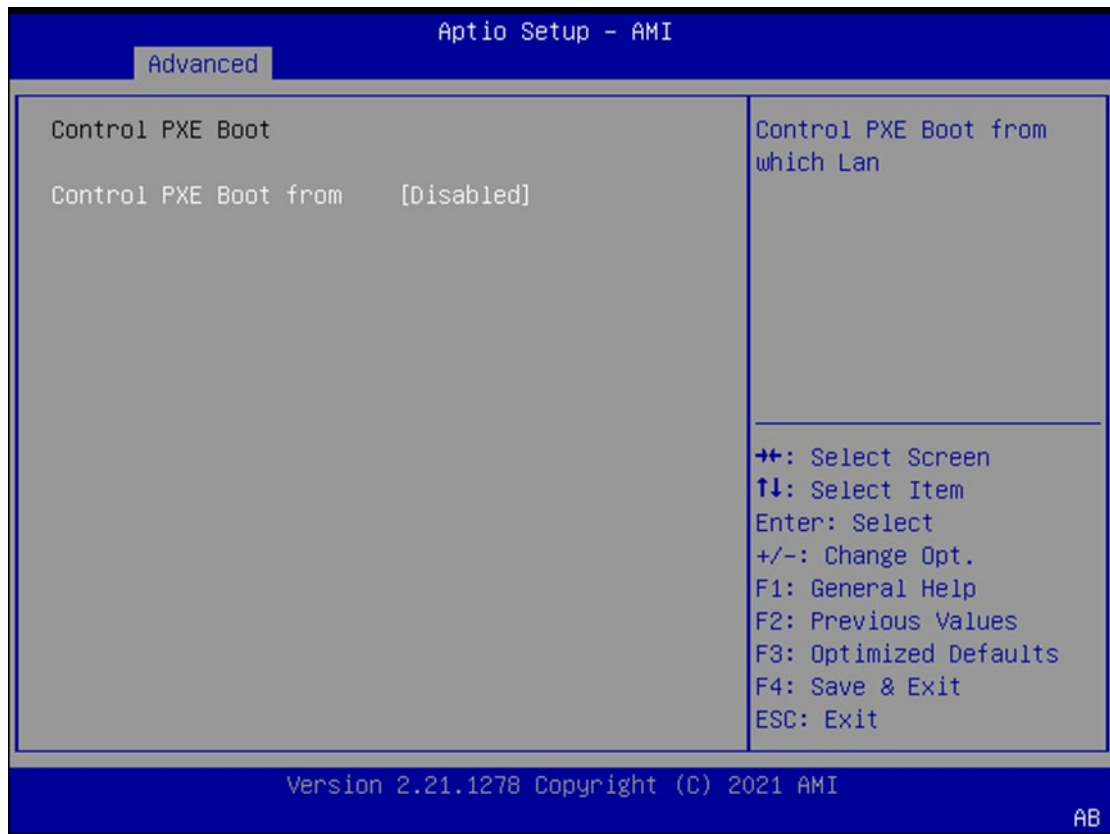 Aptio Setup – AMI
Advanced
Control PXE Boot
Control PXE Boot from [Disabled]
Control PXE Boot from
which Lan
→←: Select Screen
↑↓: Select Item
Enter: Select
+/-: Change Opt.
F1: General Help
F2: Previous Values
F3: Optimized Defaults
F4: Save & Exit
ESC: Exit
Version 2.21.1278 Copyright (C) 2021 AMI
AB